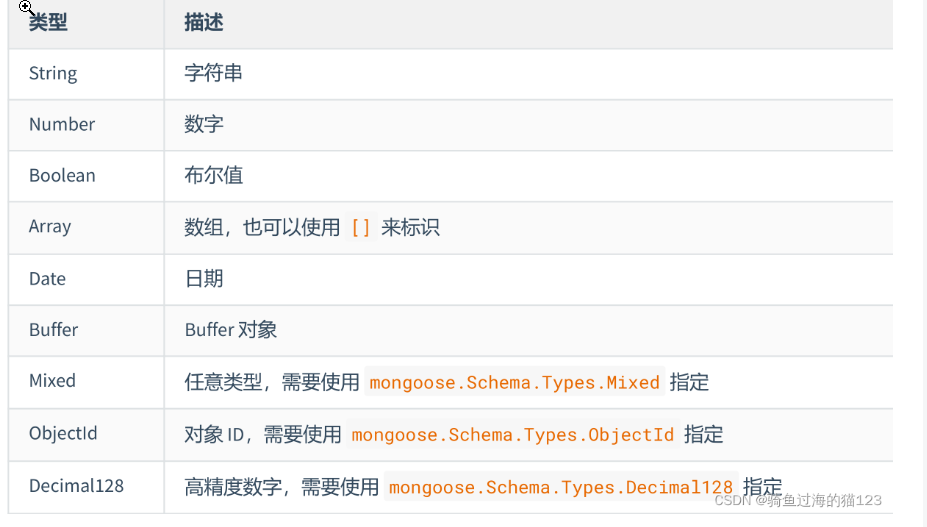 类型 描述
String 字符串
Number 数字
Boolean 布尔值
Array 数组，也可以使用 [] 来标识
Date 日期
Buffer Buffer 对象
Mixed 任意类型，需要使用 mongoose.Schema.Types.Mixed 指定
ObjectId 对象 ID，需要使用 mongoose.Schema.Types.ObjectId 指定
Decimal128 高精度数字，需要使用 mongoose.Schema.Types.Decimal128 指定
CSDN @骑鱼过海的猫123